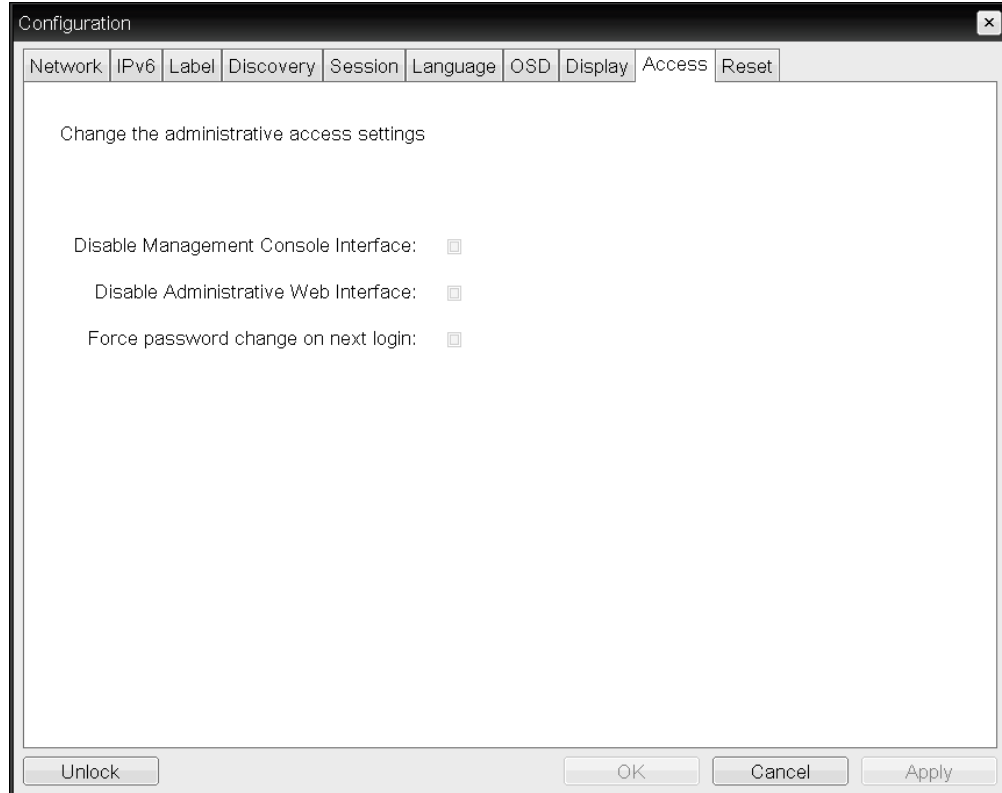 Configuration
Network IPv6 Label Discovery Session Language OSD Display Access Reset
Change the administrative access settings
Disable Management Console Interface:
Disable Administrative Web Interface:
Force password change on next login:
Unlock OK Cancel Apply